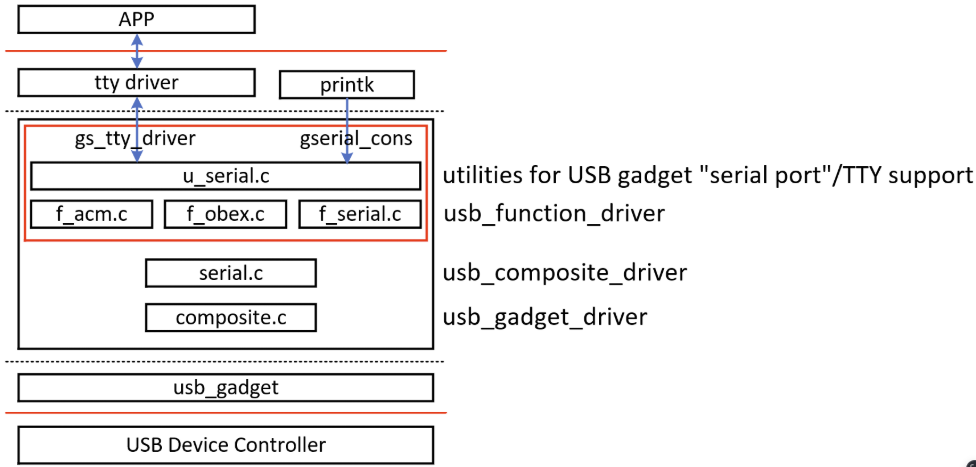 APP
tty driver
printk
gs_tty_driver
gserial_cons
u_serial.c
utilities for USB gadget "serial port"/TTY support
f_acm.c
f_obex.c
f_serial.c
usb_function_driver
serial.c
usb_composite_driver
composite.c
usb_gadget_driver
usb_gadget
USB Device Controller